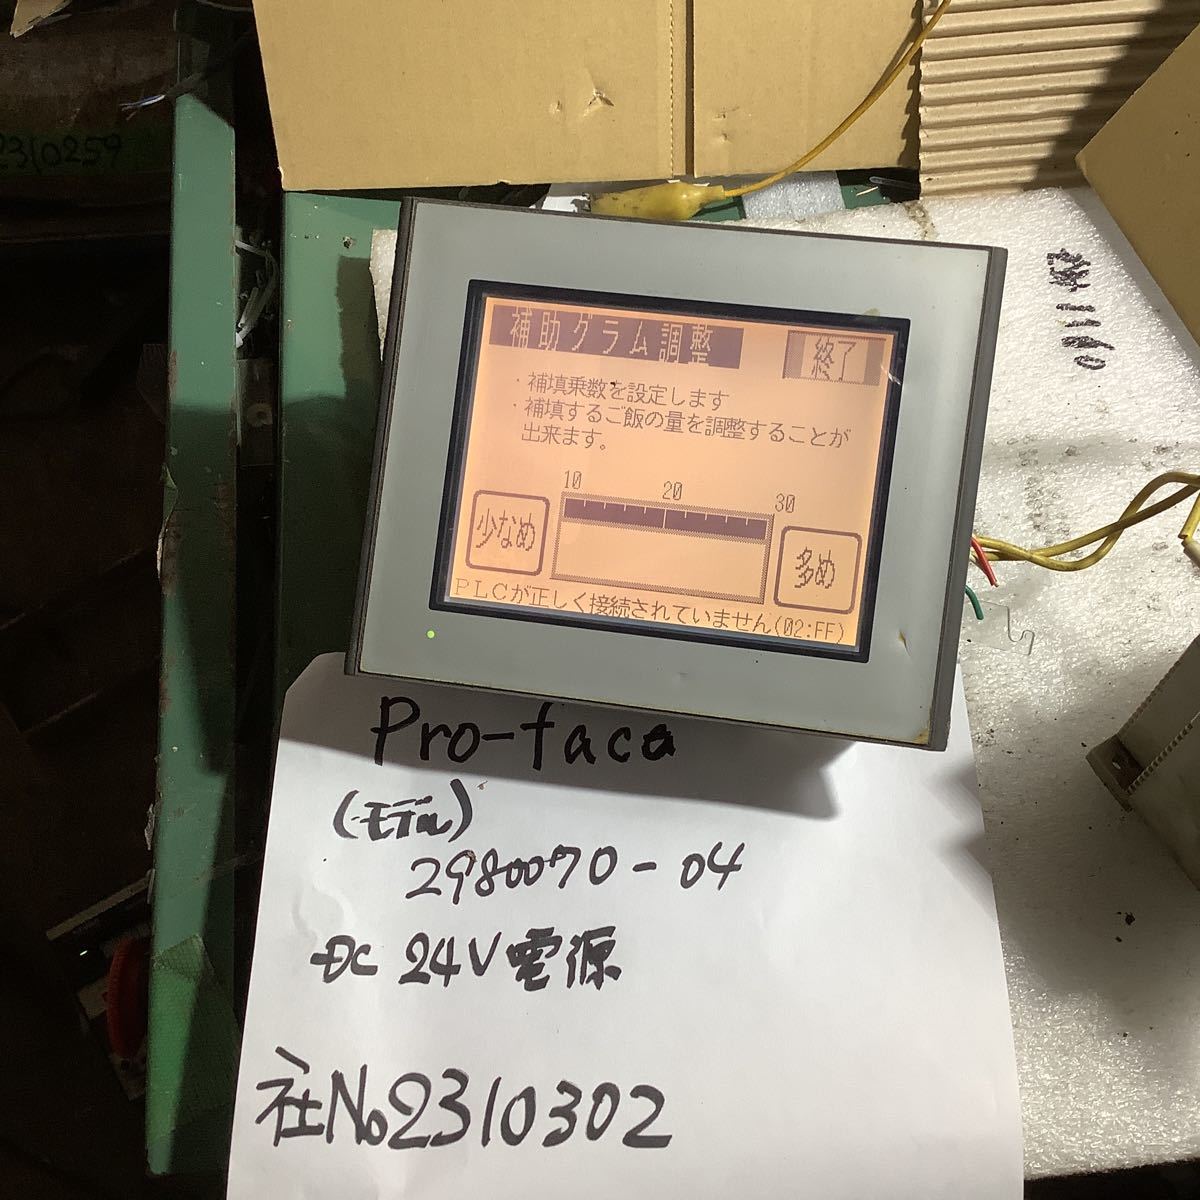 2310259
補助グラム調整
終了
・補填乗数を設定します
・補填するご飯の量を調整することが
出来ます。
10 20 30
少なめ
多め
PLCが正しく接続されていません(02:FF)
Pro-face
(モデル)
2980070-04
DC 24V電源
社No2310302